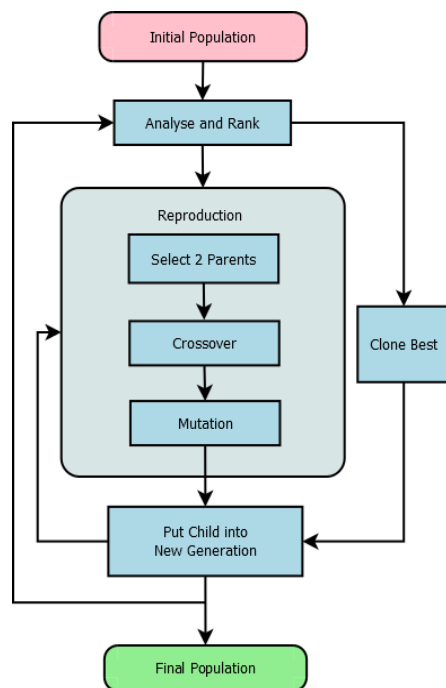 Initial Population
Analyse and Rank
Reproduction
Select 2 Parents
Crossover
Clone Best
Mutation
Put Child into
New Generation
Final Population